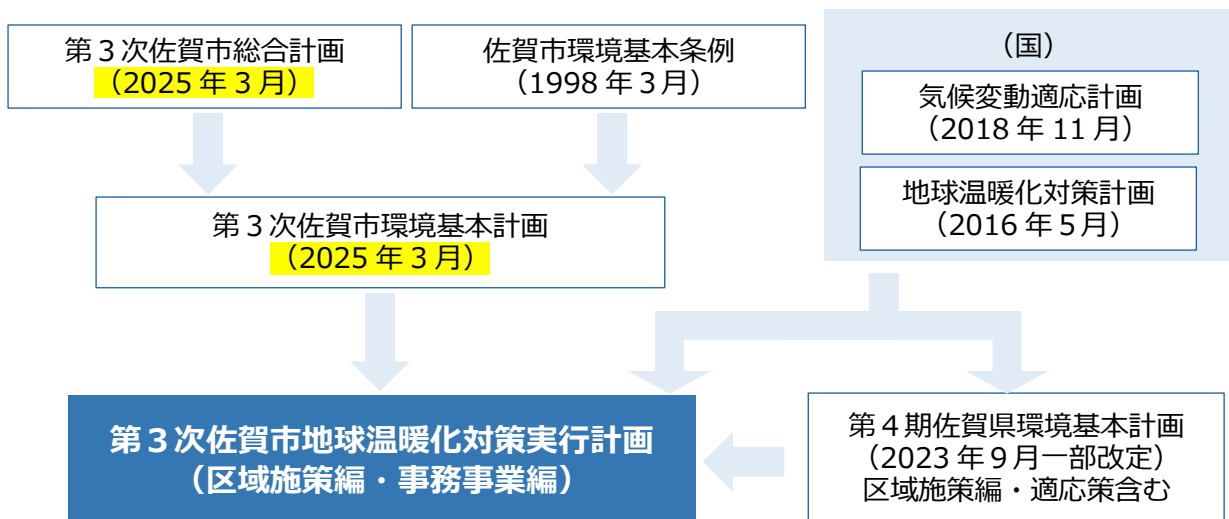 第３次佐賀市総合計画
（2025 年３月）
佐賀市環境基本条例
（1998 年３月）
（国）
気候変動適応計画
（2018 年 11 月）
地球温暖化対策計画
（2016 年５月）
第３次佐賀市環境基本計画
（2025 年３月）
第３次佐賀市地球温暖化対策実行計画
（区域施策編・事務事業編）
第４期佐賀県環境基本計画
（2023 年９月一部改定）
区域施策編・適応策含む